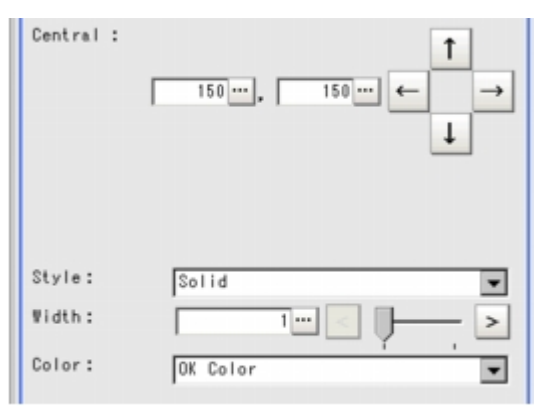 Central :
150 ... , 150 ... ← → ↑ ↓
Style: Solid
Width: 1 ... < >
Color: OK Color